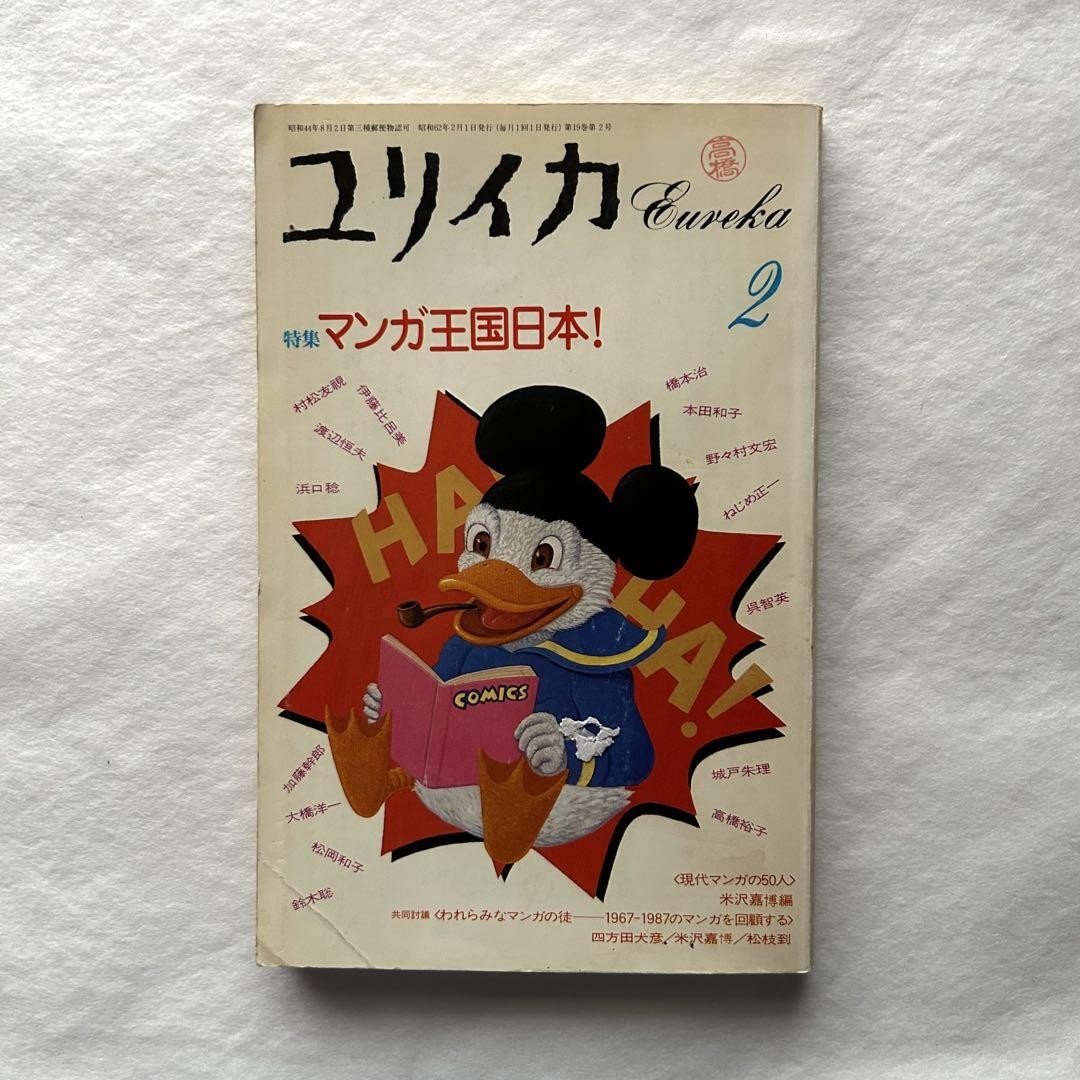 昭和44年8月2日第三種郵便物認可 昭和62年2月1日発行(毎月1回1日発行)第19巻第2号
高橋
ユリイカ Eureka
2
特集 マンガ王国日本!
村松友視
伊藤比呂美
渡辺恒夫
浜口稔
橋本治
本田和子
野々村文宏
ねじめ正一
呉智英
HA HA HA!
COMICS
加藤幹郎
大橋洋一
松岡和子
鈴木聡
城戸朱理
高橋裕子
〈現代マンガの50人〉
米沢嘉博編
共同討議〈われらみなマンガの徒——1967-1987のマンガを回顧する〉
四方田犬彦/米沢嘉博/松枝到